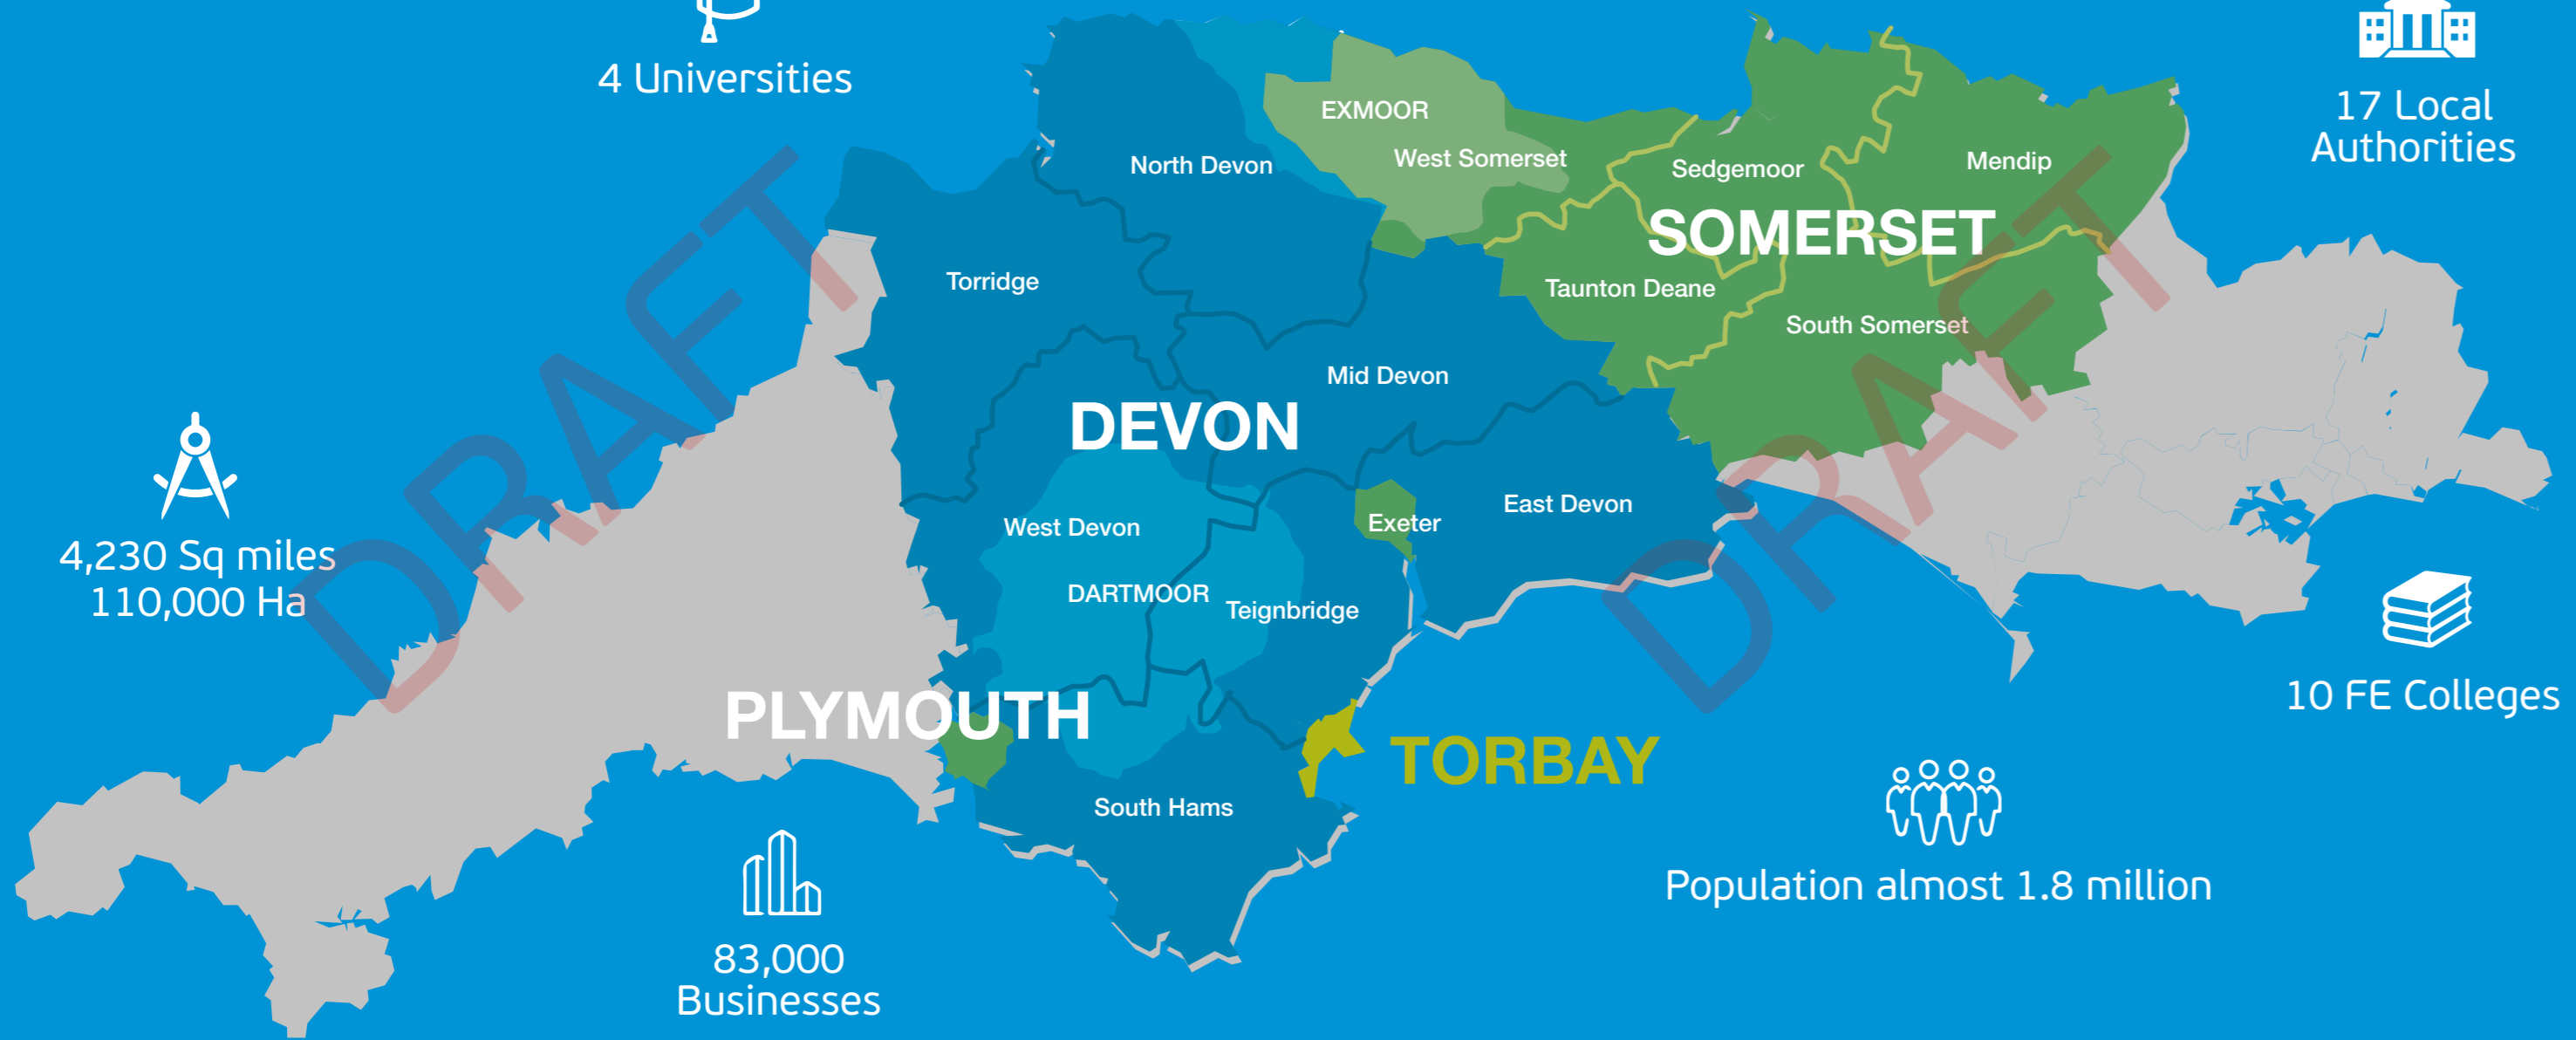 4 Universities
17 Local
Authorities
EXMOOR
West Somerset
North Devon
Sedgemoor
Mendip
SOMERSET
Torridge
Taunton Deane
South Somerset
Mid Devon
DEVON
DRAFT
DRAFT
4,230 Sq miles
110,000 Ha
West Devon
Exeter
East Devon
DARTMOOR
Teignbridge
10 FE Colleges
PLYMOUTH
TORBAY
South Hams
Population almost 1.8 million
83,000
Businesses